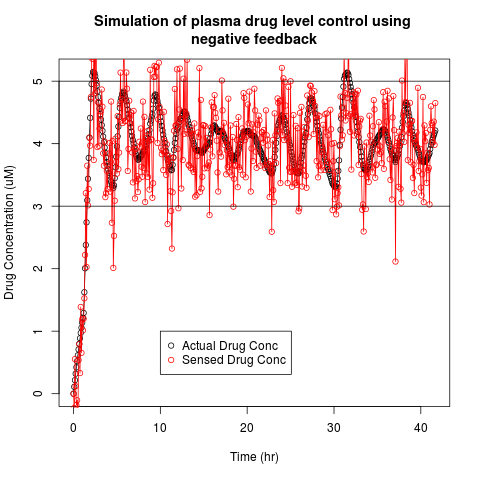 Simulation of plasma drug level control using
negative feedback
Drug Concentration (uM)
5
4
3
2
1
0
Actual Drug Conc
Sensed Drug Conc
0 10 20 30 40
Time (hr)